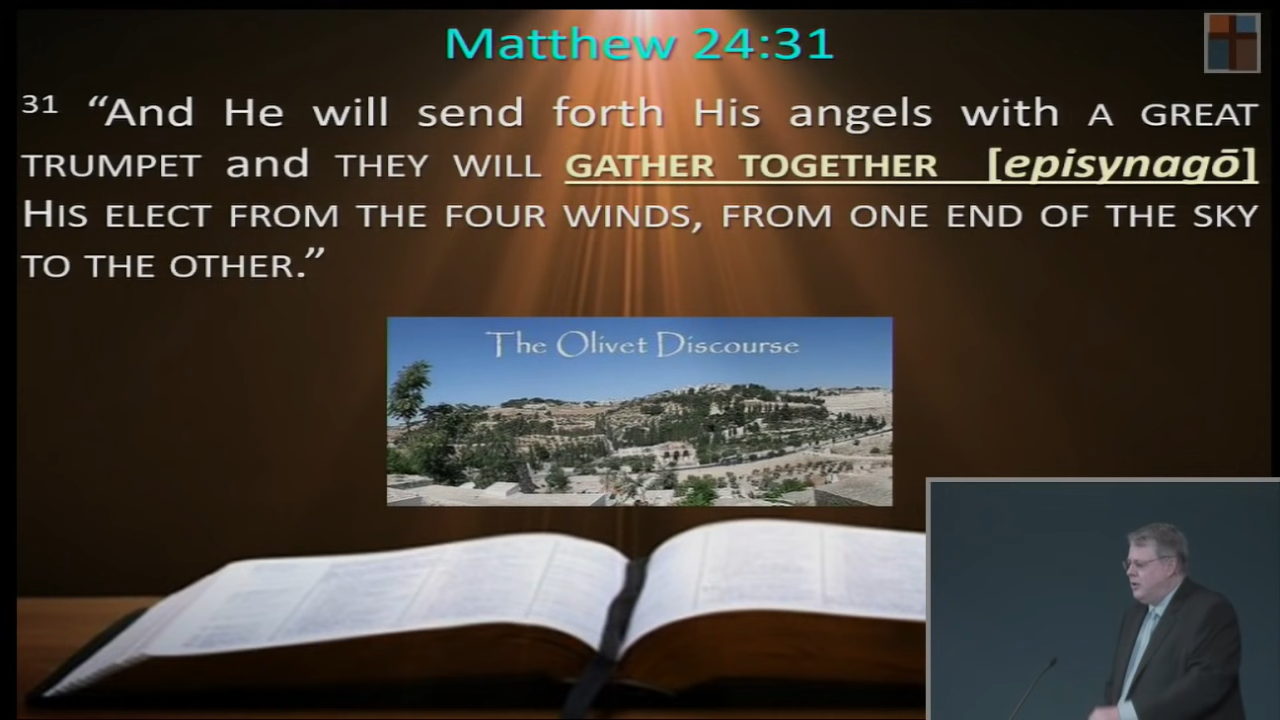 Matthew 24:31
31 “And He will send forth His angels with A GREAT
TRUMPET and THEY WILL GATHER TOGETHER [episynagō]
HIS ELECT FROM THE FOUR WINDS, FROM ONE END OF THE SKY
TO THE OTHER.”
The Olivet Discourse